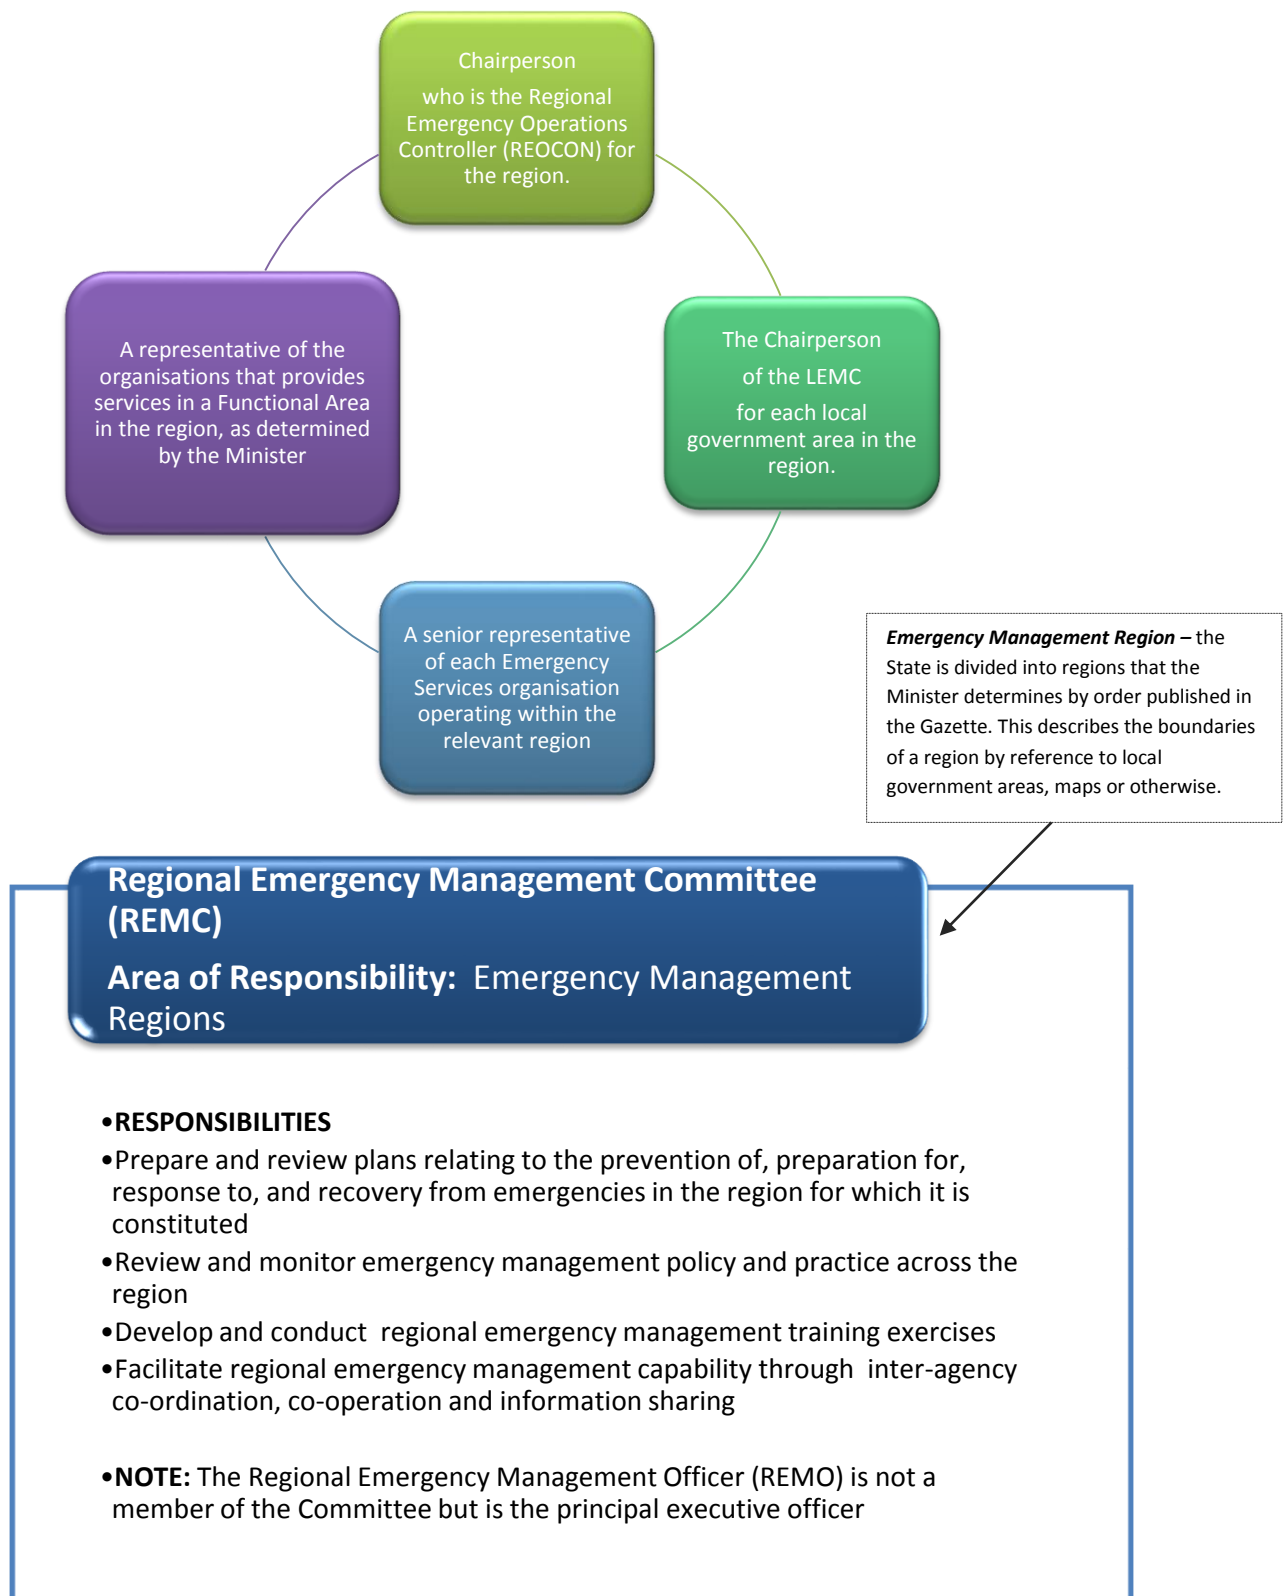 Chairperson
who is the Regional
Emergency Operations
Controller (REOCON) for
the region.
A representative of the
organisations that provides
services in a Functional Area
in the region, as determined
by the Minister
The Chairperson
of the LEMC
for each local
government area in the
region.
A senior representative
of each Emergency
Services organisation
operating within the
relevant region
Emergency Management Region – the
State is divided into regions that the
Minister determines by order published in
the Gazette. This describes the boundaries
of a region by reference to local
government areas, maps or otherwise.
Regional Emergency Management Committee
(REMC)
Area of Responsibility: Emergency Management
Regions
•RESPONSIBILITIES
•Prepare and review plans relating to the prevention of, preparation for,
response to, and recovery from emergencies in the region for which it is
constituted
•Review and monitor emergency management policy and practice across the
region
•Develop and conduct regional emergency management training exercises
•Facilitate regional emergency management capability through inter-agency
co-ordination, co-operation and information sharing
•NOTE: The Regional Emergency Management Officer (REMO) is not a
member of the Committee but is the principal executive officer